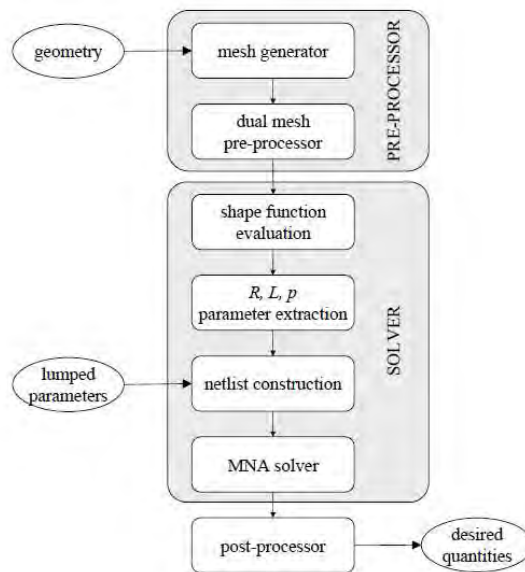 geometry
mesh generator
dual mesh
pre-processor
PRE-PROCESSOR
shape function
evaluation
R, L, p
parameter extraction
lumped
parameters
netlist construction
MNA solver
SOLVER
post-processor
desired
quantities